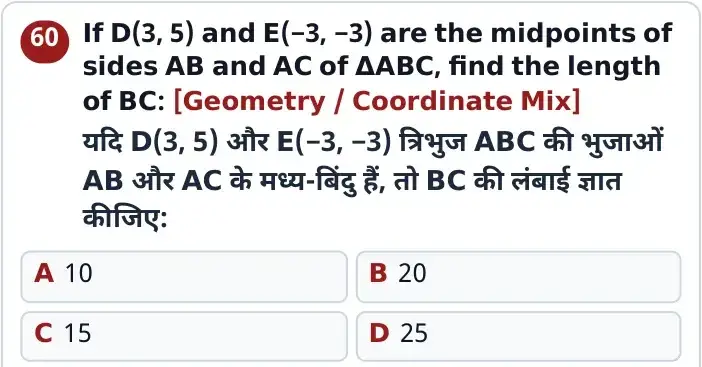 60 If D(3, 5) and E(−3, −3) are the midpoints of
sides AB and AC of ΔABC, find the length
of BC: [Geometry / Coordinate Mix]
यदि D(3, 5) और E(−3, −3) त्रिभुज ABC की भुजाओं
AB और AC के मध्य-बिंदु हैं, तो BC की लंबाई ज्ञात
कीजिए:
A 10
B 20
C 15
D 25